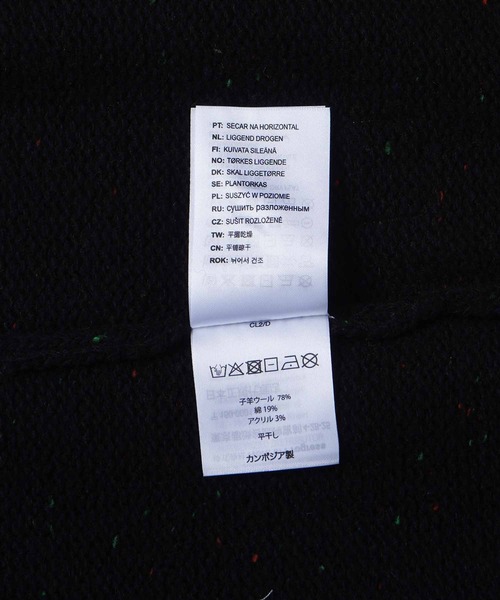 PT: SECAR NA HORIZONTAL
NL: LIGGEND DROGEN
FI: KUIVATA SILEÄNÄ
NO: TØRKES LIGGENDE
DK: SKAL LIGGETØRRE
SE: PLANTORKAS
PL: SUSZYĆ W POZIOMIE
RU: сушить разложенным
CZ: SUŠIT ROZLOŽENÉ
TW: 平攤乾燥
CN: 平铺晾干
ROK: 뉘어서 건조
CL2/D
子羊ウール 78%
綿 19%
アクリル 3%
平干し
カンボジア製